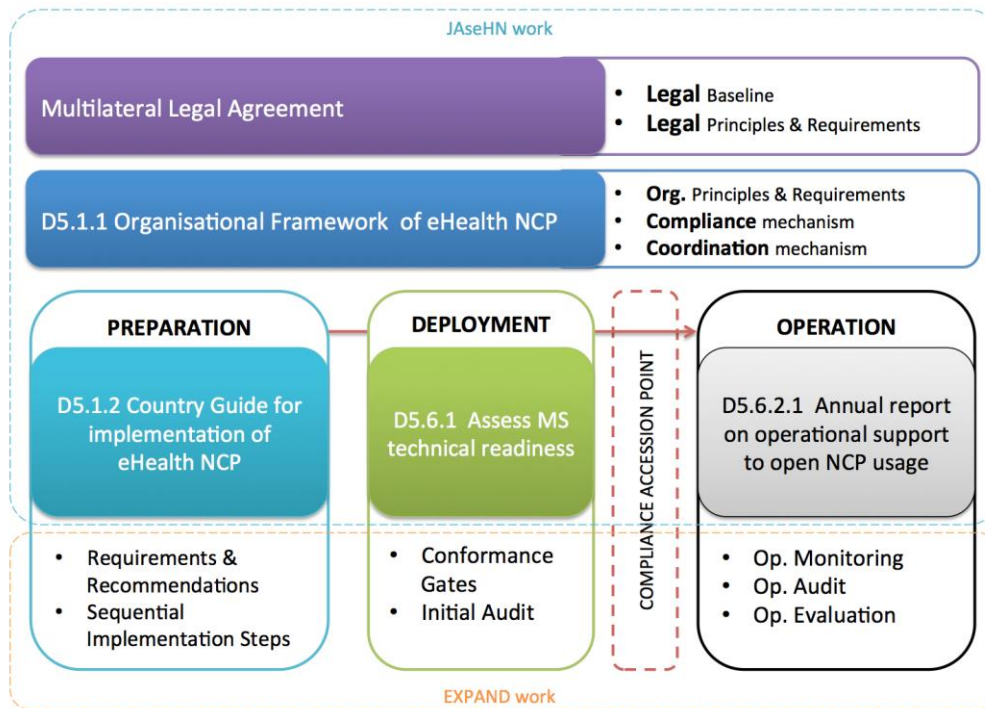 JAseHN work
Multilateral Legal Agreement
• Legal Baseline
• Legal Principles & Requirements
D5.1.1 Organisational Framework of eHealth NCP
• Org. Principles & Requirements
• Compliance mechanism
• Coordination mechanism
PREPARATION
D5.1.2 Country Guide for
implementation of
eHealth NCP
• Requirements &
Recommendations
• Sequential
Implementation Steps
DEPLOYMENT
D5.6.1 Assess MS
technical readiness
• Conformance
Gates
• Initial Audit
COMPLIANCE ACCESSION POINT
OPERATION
D5.6.2.1 Annual report
on operational support
to open NCP usage
• Op. Monitoring
• Op. Audit
• Op. Evaluation
EXPAND work